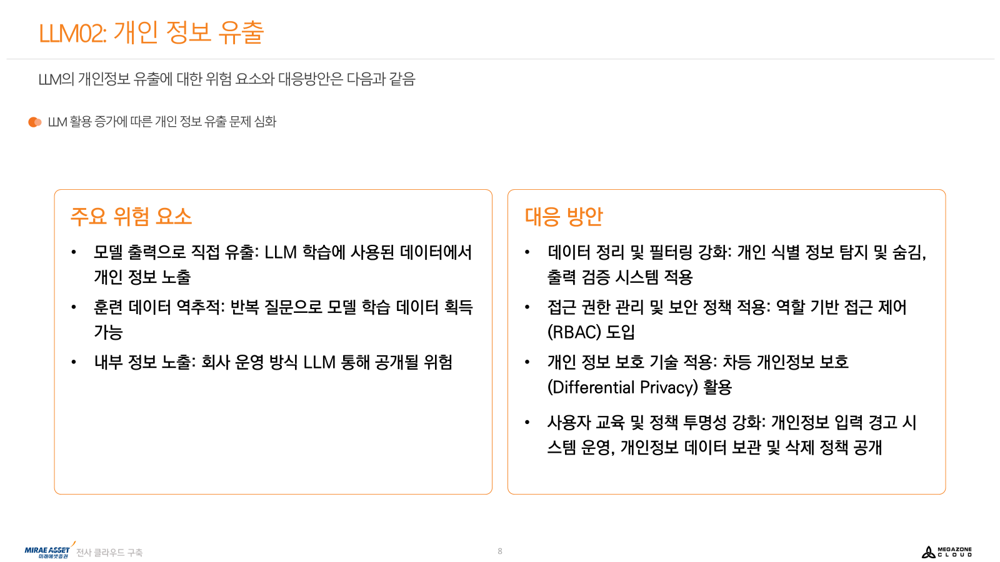 LLM02: 개인 정보 유출
LLM의 개인정보 유출에 대한 위험 요소와 대응방안은 다음과 같음
LLM 활용 증가에 따른 개인 정보 유출 문제 심화
주요 위험 요소
• 모델 출력으로 직접 유출: LLM 학습에 사용된 데이터에서
개인 정보 노출
• 훈련 데이터 역추적: 반복 질문으로 모델 학습 데이터 획득
가능
• 내부 정보 노출: 회사 운영 방식 LLM 통해 공개될 위험
대응 방안
• 데이터 정리 및 필터링 강화: 개인 식별 정보 탐지 및 숨김,
출력 검증 시스템 적용
• 접근 권한 관리 및 보안 정책 적용: 역할 기반 접근 제어
(RBAC) 도입
• 개인 정보 보호 기술 적용: 차등 개인정보 보호
(Differential Privacy) 활용
• 사용자 교육 및 정책 투명성 강화: 개인정보 입력 경고 시
스템 운영, 개인정보 데이터 보관 및 삭제 정책 공개
MIRAE ASSET
미래에셋증권
전사 클라우드 구축
8
MEGAZONE
CLOUD